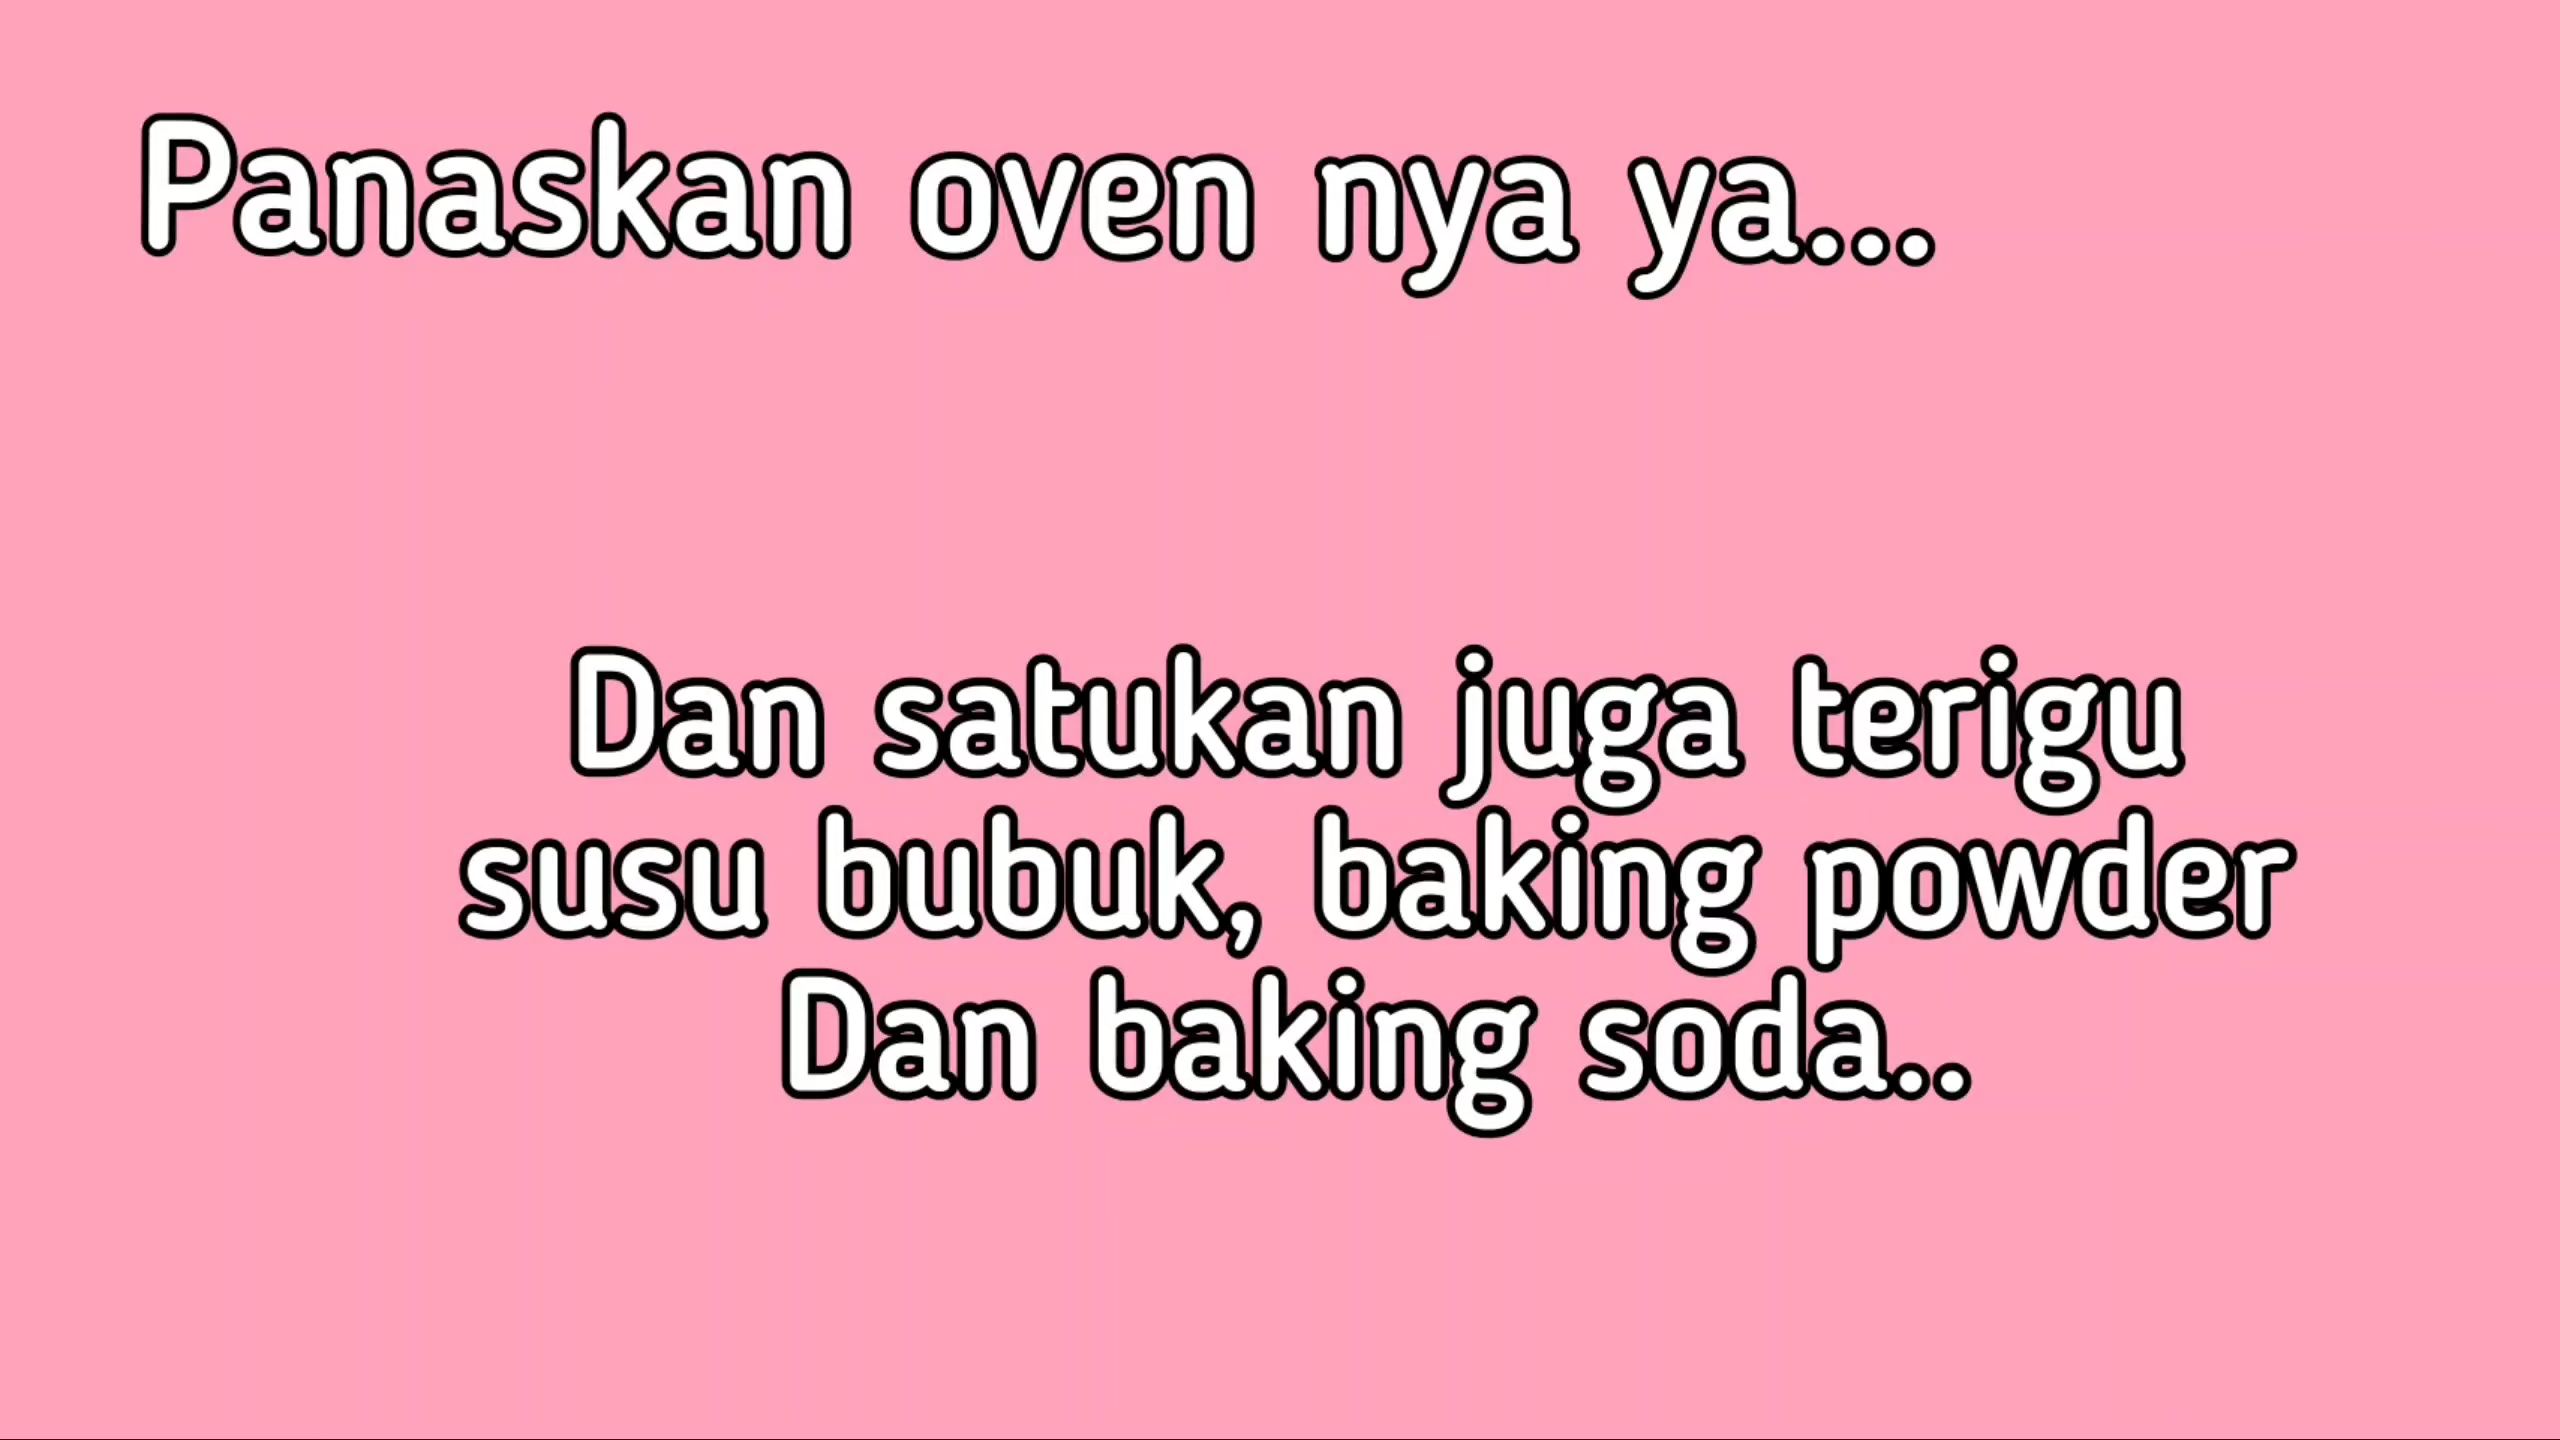 Panaskan oven nya ya...
Dan satukan juga terigu
susu bubuk, baking powder
Dan baking soda..